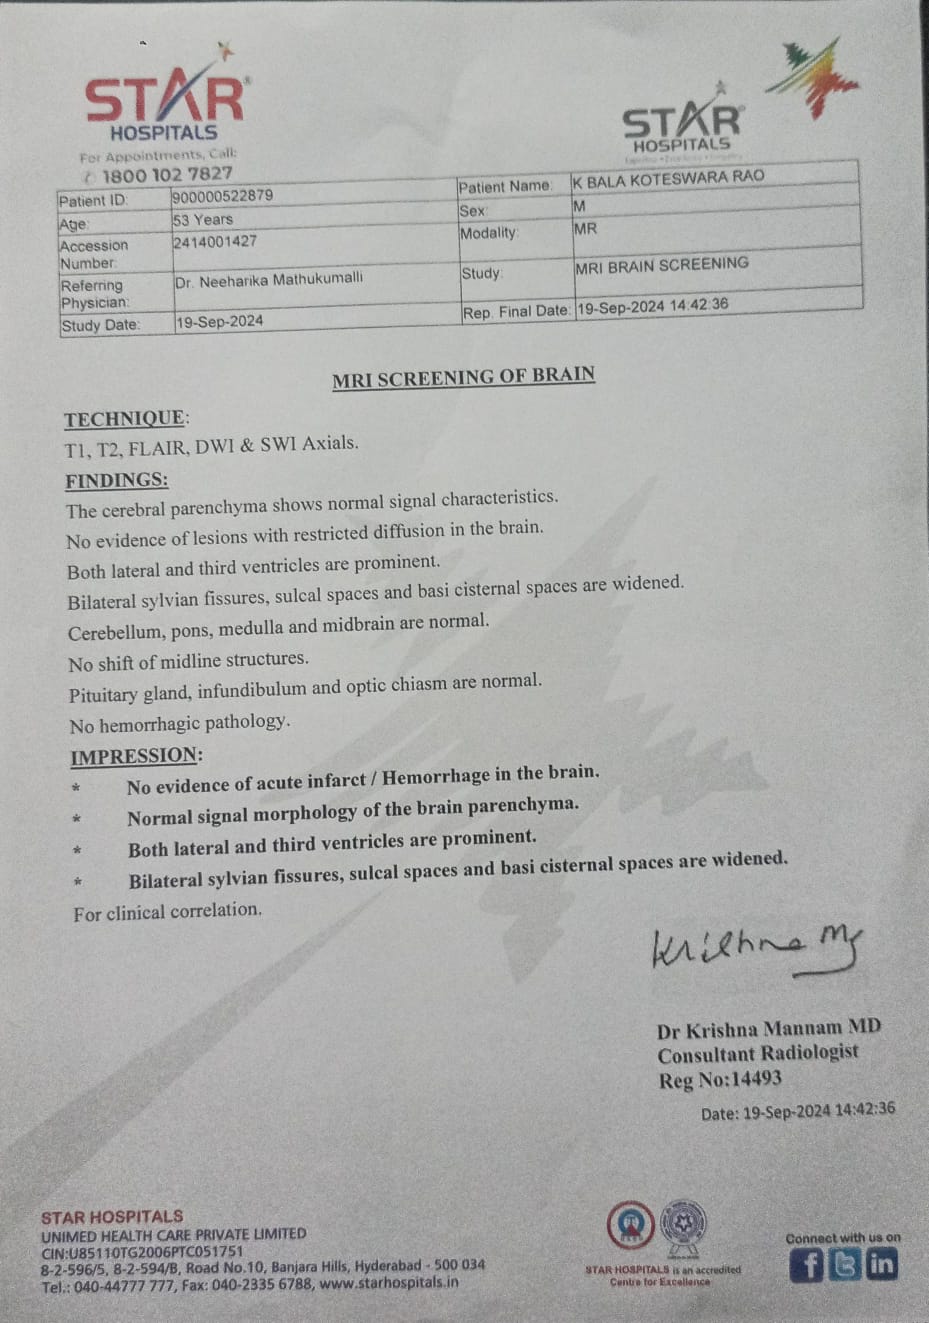 STAR
HOSPITALS
For Appointments, Call:
1800 102 7827
STAR
HOSPITALS
Patient ID: 900000522879 Patient Name: K BALA KOTESWARA RAO
Age: 53 Years Sex: M
Accession Number: 2414001427 Modality: MR
Referring Physician: Dr. Neeharika Mathukumalli Study: MRI BRAIN SCREENING
Study Date: 19-Sep-2024 Rep. Final Date: 19-Sep-2024 14:42:36
MRI SCREENING OF BRAIN
TECHNIQUE:
T1, T2, FLAIR, DWI & SWI Axials.
FINDINGS:
The cerebral parenchyma shows normal signal characteristics.
No evidence of lesions with restricted diffusion in the brain.
Both lateral and third ventricles are prominent.
Bilateral sylvian fissures, sulcal spaces and basi cisternal spaces are widened.
Cerebellum, pons, medulla and midbrain are normal.
No shift of midline structures.
Pituitary gland, infundibulum and optic chiasm are normal.
No hemorrhagic pathology.
IMPRESSION:
* No evidence of acute infarct / Hemorrhage in the brain.
* Normal signal morphology of the brain parenchyma.
* Both lateral and third ventricles are prominent.
* Bilateral sylvian fissures, sulcal spaces and basi cisternal spaces are widened.
For clinical correlation.
Krishna M
Dr Krishna Mannam MD
Consultant Radiologist
Reg No:14493
Date: 19-Sep-2024 14:42:36
STAR HOSPITALS
UNIMED HEALTH CARE PRIVATE LIMITED
CIN:U85110TG2006PTC051751
8-2-596/5, 8-2-594/B, Road No.10, Banjara Hills, Hyderabad - 500 034
Tel.: 040-44777 777, Fax: 040-2335 6788, www.starhospitals.in
STAR HOSPITALS is an accredited
Centre for Excellence
Connect with us on